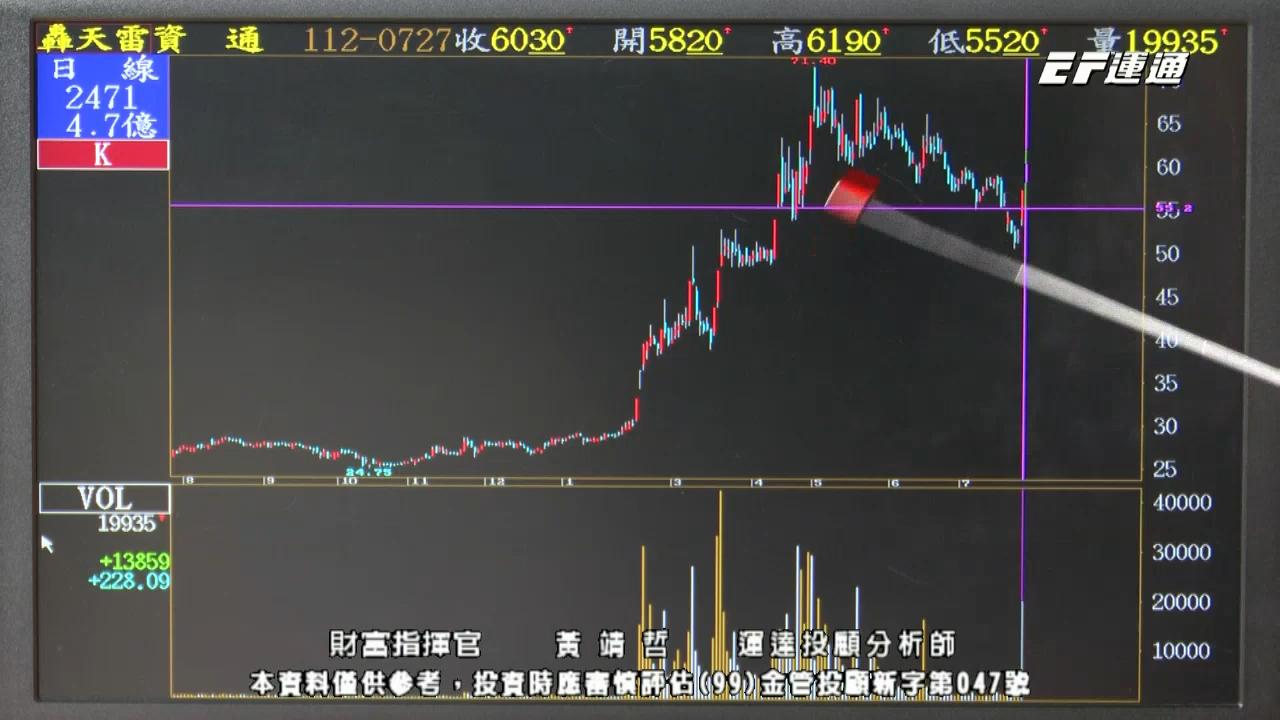 轟天雷資 通 112-0727收6030 開5820 高6190 低5520 量19935
EF運通
日 線
2471
4.7億
K
71.40
65
60
55.2
50
45
40
35
30
25
24.75
8 9 10 11 12 1 3 4 5 6 7
VOL
19935
+13859
+228.09
40000
30000
20000
10000
財富指揮官 黃靖哲 運達投顧分析師
本資料僅供參考，投資時應審慎評估(99)金管投顧新字第047號